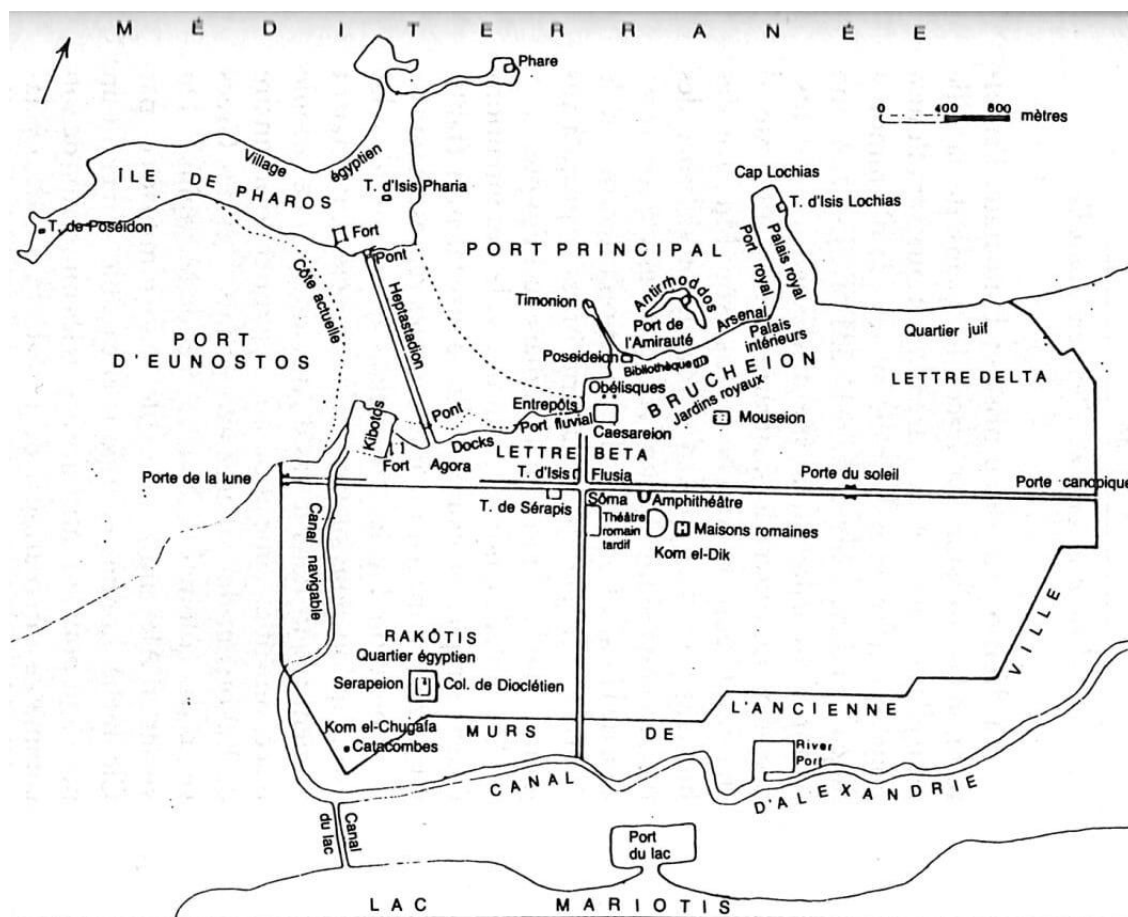 MÉDITERRANÉE
Phare
0 400 800
mètres
Village égyptien
ÎLE DE PHAROS
T. d'Isis Pharia
Cap Lochias
T. d'Isis Lochias
T. de Poséidon
Fort
Pont
PORT PRINCIPAL
Port royal
Palais royal
Côte actuelle
Heptastadion
Timonion
Antirrhoddos
Port de
l'Amirauté
Arsenal
Palais
intérieurs
Quartier juif
PORT
D'EUNOSTOS
Poseideion
Bibliothèque
BRUCHEION
LETTRE DELTA
Obélisques
Jardins royaux
Kibotos
Pont
Entrepôts
Port fluvial
Caesareion
Mouseion
Docks
Fort
Agora
LETTRE BETA
Porte de la lune
T. d'Isis
Flusia
Porte du soleil
Porte canopique
T. de Sérapis
Sôma
Amphithéâtre
Théâtre
romain
tardif
Maisons romaines
Kom el-Dik
Canal navigable
RAKÔTIS
Quartier égyptien
Serapeion
Col. de Dioclétien
Kom el-Chugafa
Catacombes
MURS DE L'ANCIENNE VILLE
River
Port
CANAL D'ALEXANDRIE
Canal
du lac
Port
du lac
LAC MARIOTIS